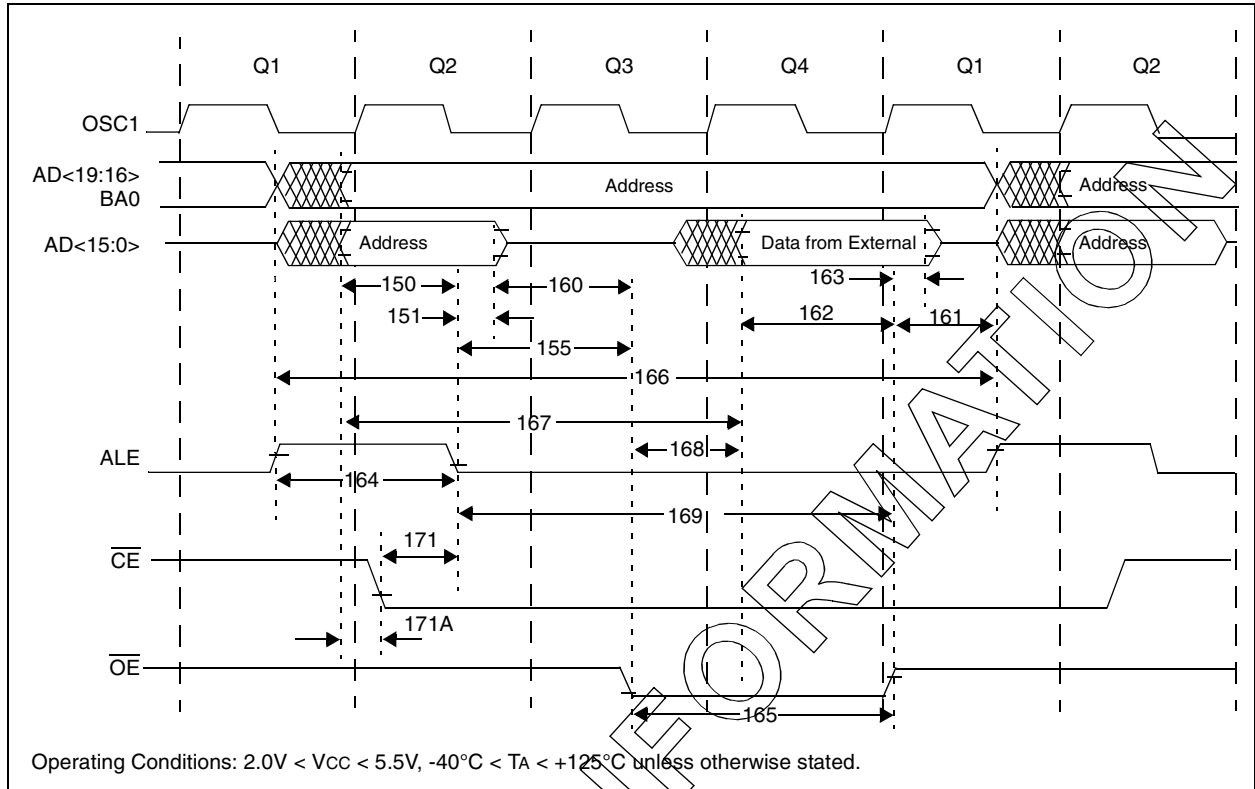 Q1 Q2 Q3 Q4 Q1 Q2
OSC1
AD<19:16>
BA0
Address
Address
AD<15:0>
Address
Data from External
Address
150
160
163
151
162
161
155
166
167
168
ALE
164
169
171
CE
171A
OE
165
Operating Conditions: 2.0V < VCC < 5.5V, -40°C < TA < +125°C unless otherwise stated.
NFORMATION